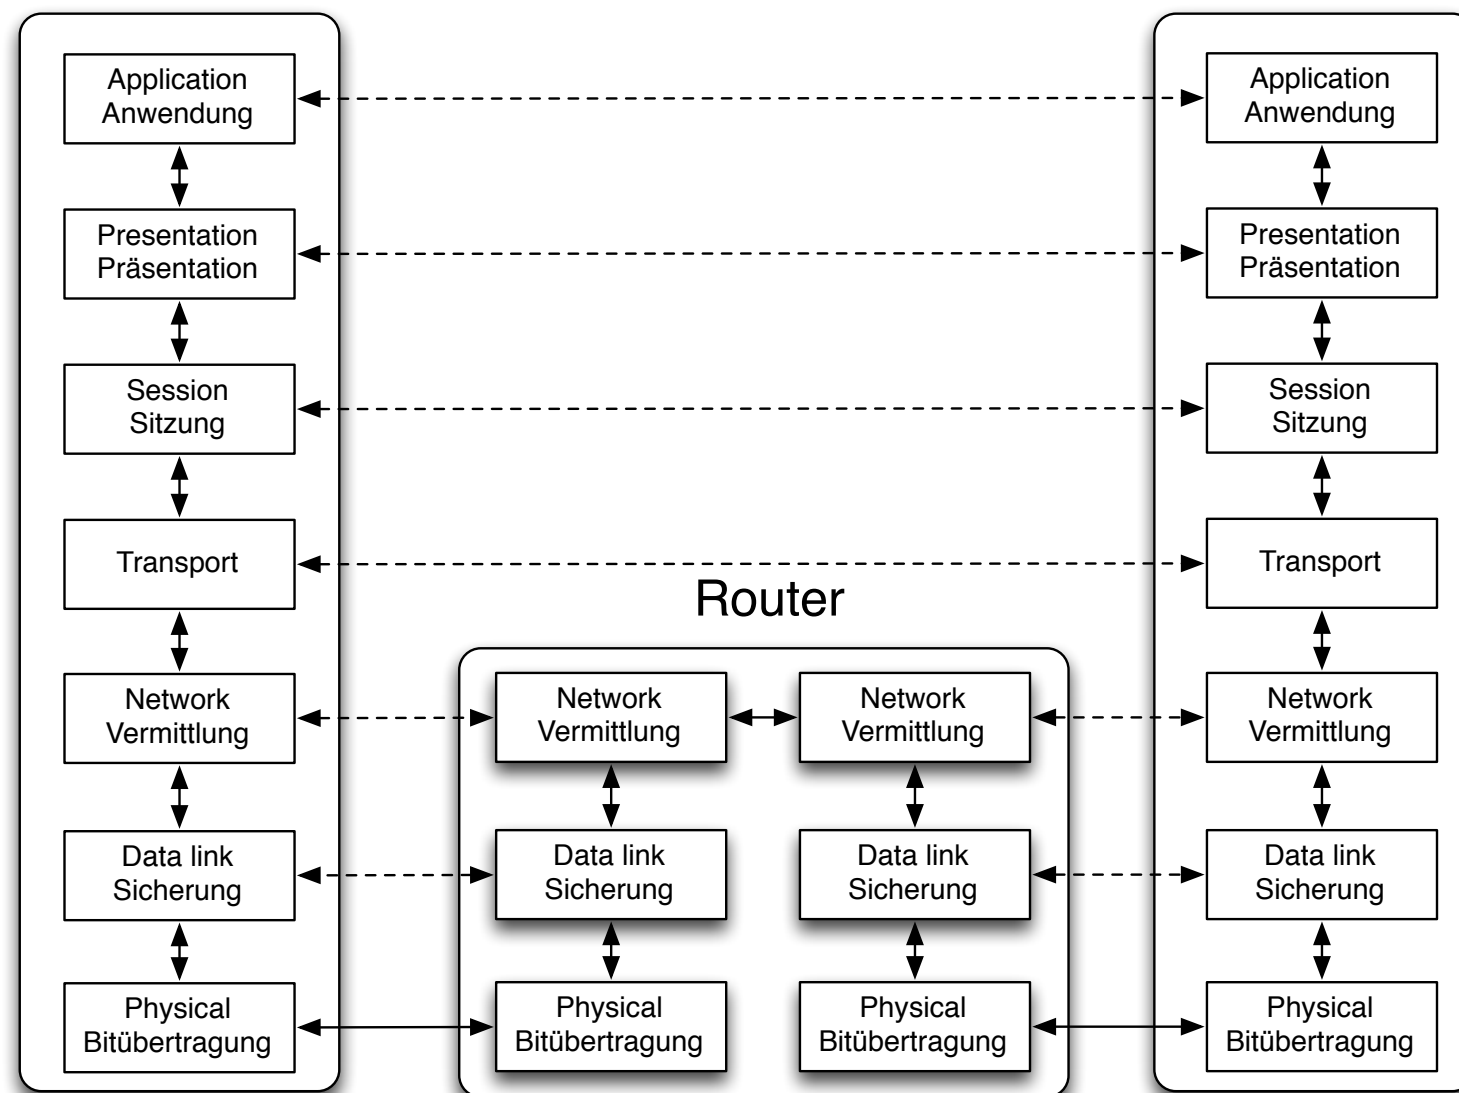 Application
Anwendung
Presentation
Präsentation
Session
Sitzung
Transport
Network
Vermittlung
Data link
Sicherung
Physical
Bitübertragung
Router
Network
Vermittlung
Data link
Sicherung
Physical
Bitübertragung
Network
Vermittlung
Data link
Sicherung
Physical
Bitübertragung
Application
Anwendung
Presentation
Präsentation
Session
Sitzung
Transport
Network
Vermittlung
Data link
Sicherung
Physical
Bitübertragung